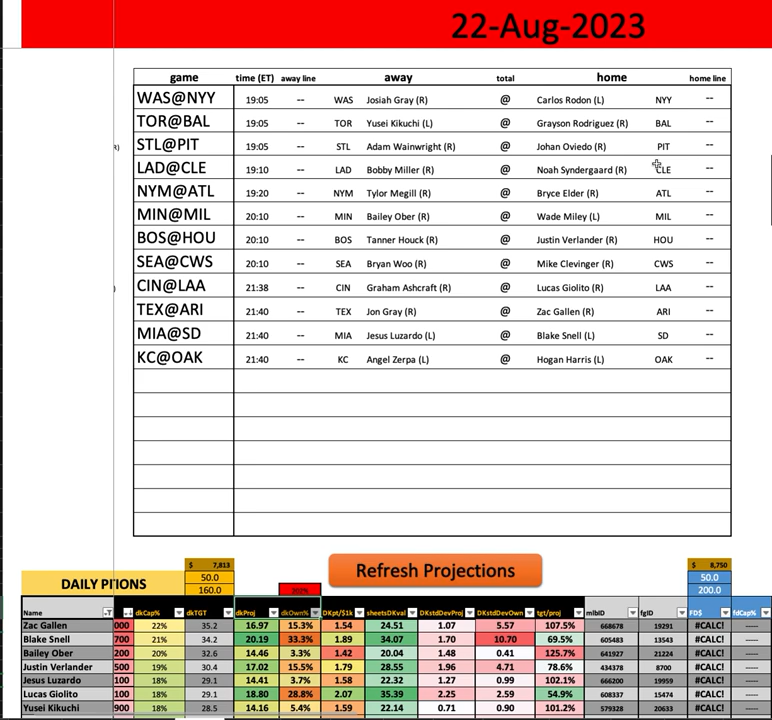 22-Aug-2023
game time (ET) away line away total home home line
WAS@NYY 19:05 -- WAS Josiah Gray (R) @ Carlos Rodon (L) NYY --
TOR@BAL 19:05 -- TOR Yusei Kikuchi (L) @ Grayson Rodriguez (R) BAL --
R) STL@PIT 19:05 -- STL Adam Wainwright (R) @ Johan Oviedo (R) PIT --
LAD@CLE 19:10 -- LAD Bobby Miller (R) @ Noah Syndergaard (R) CLE --
NYM@ATL 19:20 -- NYM Tylor Megill (R) @ Bryce Elder (R) ATL --
MIN@MIL 20:10 -- MIN Bailey Ober (R) @ Wade Miley (L) MIL --
BOS@HOU 20:10 -- BOS Tanner Houck (R) @ Justin Verlander (R) HOU --
SEA@CWS 20:10 -- SEA Bryan Woo (R) @ Mike Clevinger (R) CWS --
) CIN@LAA 21:38 -- CIN Graham Ashcraft (R) @ Lucas Giolito (R) LAA --
TEX@ARI 21:40 -- TEX Jon Gray (R) @ Zac Gallen (R) ARI --
MIA@SD 21:40 -- MIA Jesus Luzardo (L) @ Blake Snell (L) SD --
KC@OAK 21:40 -- KC Angel Zerpa (L) @ Hogan Harris (L) OAK --
$ 7,813 Refresh Projections $ 8,750
DAILY PITIONS 50.0 50.0
160.0 200.0
Name dkCap% dkTGT dkProj dkOwn% DKpt/$1k sheetsDKval DKstdDevProj DKstdDevOwn tgt/proj mlbID fgID FD$ fdCap%
Zac Gallen 000 22% 35.2 16.97 15.3% 1.54 24.51 1.07 5.57 107.5% 668678 19291 #CALC! -----
Blake Snell 700 21% 34.2 20.19 33.3% 1.89 34.07 1.70 10.70 69.5% 605483 13543 #CALC! -----
Bailey Ober 200 20% 32.6 14.46 3.3% 1.42 20.04 2.16 0.41 125.7% 641927 21224 #CALC! -----
Justin Verlander 500 19% 30.4 17.02 15.5% 1.79 28.55 1.96 4.71 78.6% 434378 8700 #CALC! -----
Jesus Luzardo 100 18% 29.1 14.41 3.7% 1.58 22.32 1.27 0.99 102.1% 666200 19959 #CALC! -----
Lucas Giolito 100 18% 29.1 18.80 28.8% 2.07 35.39 2.25 2.59 54.9% 608337 15474 #CALC! -----
Yusei Kikuchi 900 18% 28.5 14.16 5.4% 1.59 22.14 0.71 0.90 101.2% 579328 20633 #CALC! -----